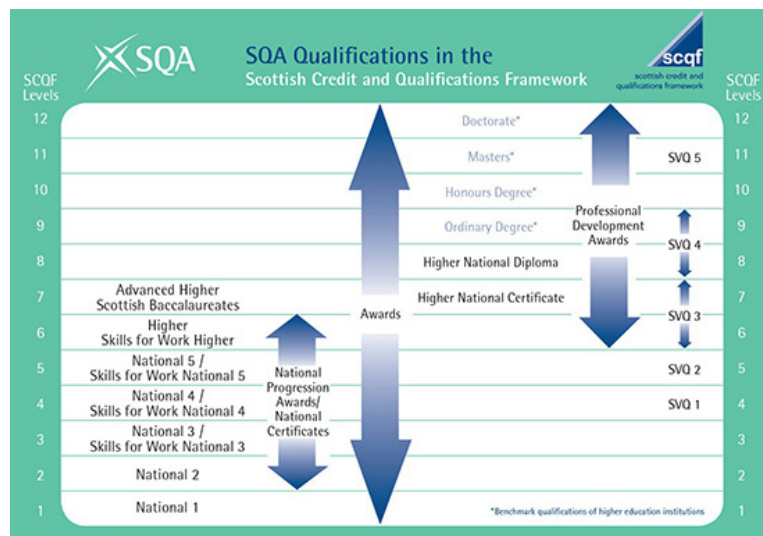 SQA
SQA Qualifications in the
Scottish Credit and Qualifications Framework
scqf
scottish credit and
qualifications framework
SCQF
Levels
SCQF
Levels
12
Doctorate*
12
11
Masters*
SVQ 5
11
10
Honours Degree*
10
9
Ordinary Degree*
Professional
Development
Awards
SVQ 4
9
8
Higher National Diploma
8
7
Advanced Higher
Scottish Baccalaureates
Awards
Higher National Certificate
SVQ 3
7
6
Higher
Skills for Work Higher
6
5
National 5 /
Skills for Work National 5
National
Progression
Awards/
National
Certificates
SVQ 2
5
4
National 4 /
Skills for Work National 4
SVQ 1
4
3
National 3 /
Skills for Work National 3
3
2
National 2
2
1
National 1
*Benchmark qualifications of higher education institutions
1